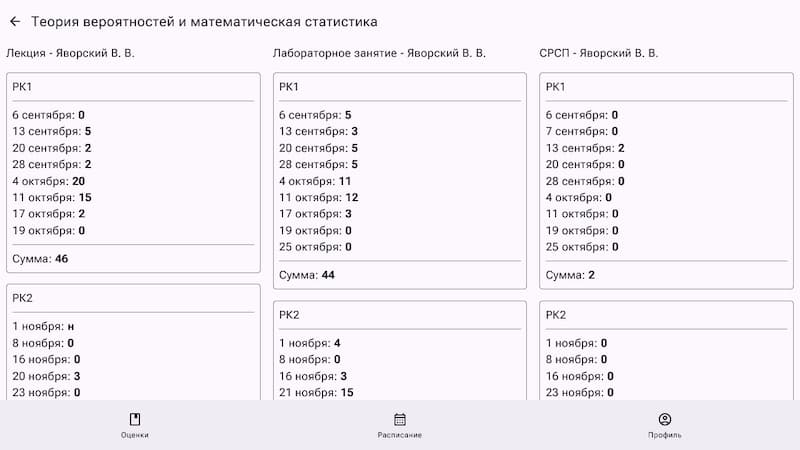 Теория вероятностей и математическая статистика
Лекция - Яворский В. В.
РК1
6 сентября: 0
13 сентября: 5
20 сентября: 2
28 сентября: 2
4 октября: 20
11 октября: 15
17 октября: 2
19 октября: 0
Сумма: 46
РК2
1 ноября: н
8 ноября: 0
16 ноября: 0
20 ноября: 3
23 ноября: 0
Лабораторное занятие - Яворский В. В.
РК1
6 сентября: 5
13 сентября: 3
20 сентября: 5
28 сентября: 5
4 октября: 11
11 октября: 12
17 октября: 3
19 октября: 0
25 октября: 0
Сумма: 44
РК2
1 ноября: 4
8 ноября: 0
16 ноября: 3
21 ноября: 15
СРСП - Яворский В. В.
РК1
6 сентября: 0
7 сентября: 0
13 сентября: 2
20 сентября: 0
28 сентября: 0
4 октября: 0
11 октября: 0
19 октября: 0
25 октября: 0
Сумма: 2
РК2
1 ноября: 0
8 ноября: 0
16 ноября: 0
23 ноября: 0
Оценки
Расписание
Профиль